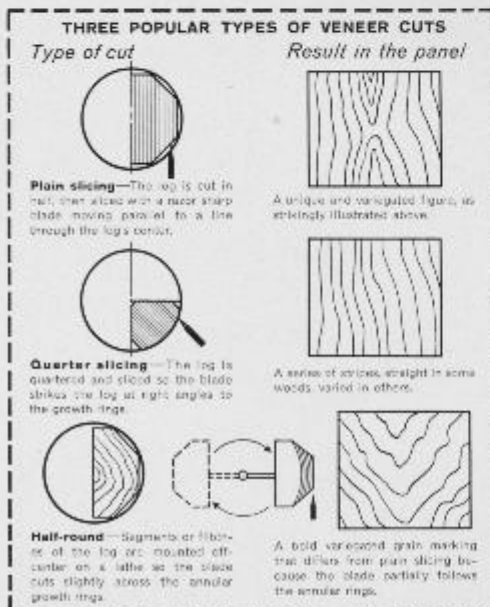 THREE POPULAR TYPES OF VENEER CUTS
Type of cut
Result in the panel
Plain slicing—The log is cut in
half, then sliced with a razor sharp
blade moving parallel to a line
through the log's center.
A unique and variegated figure, as
strikingly illustrated above.
Quarter slicing—The log is
quartered and sliced so the blade
strikes the log at right angles to
the growth rings.
A series of stripes, straight in some
woods, varied in others.
Half-round—Segments or flitch-
es of the log are mounted off-
center on a lathe so the blade
cuts slightly across the annular
growth rings.
A bold variegated grain marking
that differs from plain slicing be-
cause the blade partially follows
the annular rings.